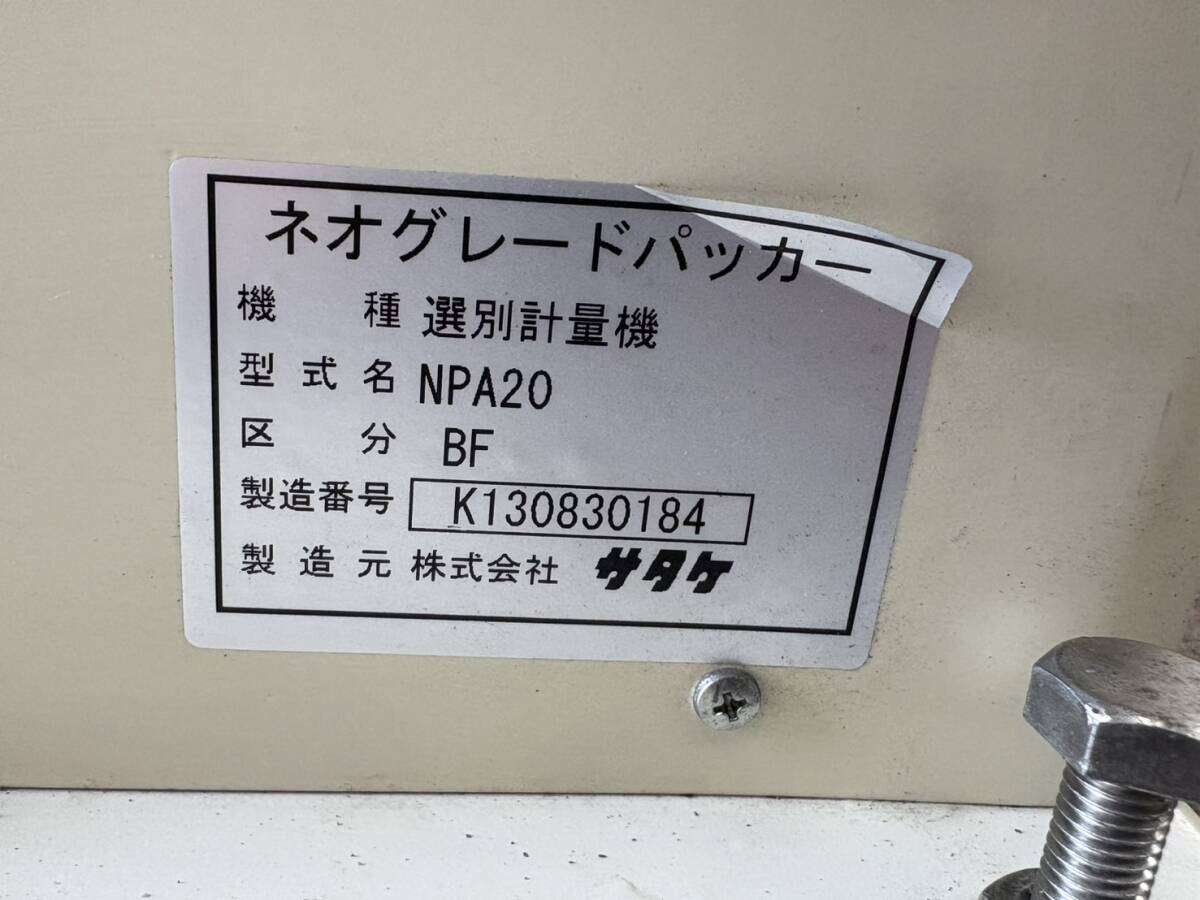 ネオグレードパッカー
機種 選別計量機
型式名 NPA20
区分 BF
製造番号 K130830184
製造元 株式会社 サタケ